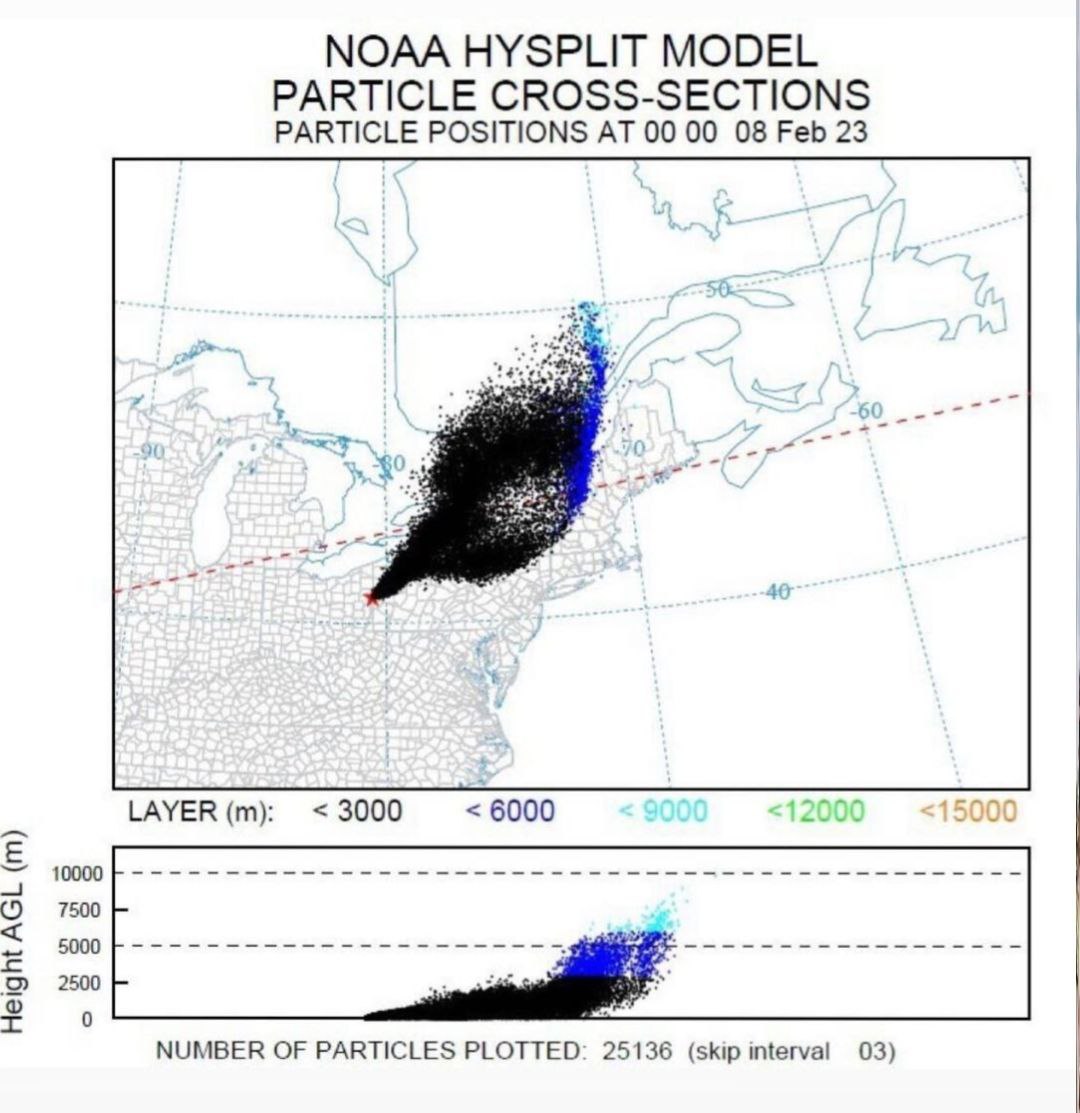 NOAA HYSPLIT MODEL
PARTICLE CROSS-SECTIONS
PARTICLE POSITIONS AT 00 00 08 Feb 23
50
-60
-90
-80
70
40
LAYER (m): < 3000 < 6000 < 9000 <12000 <15000
Height AGL (m)
10000
7500
5000
2500
0
NUMBER OF PARTICLES PLOTTED: 25136 (skip interval 03)